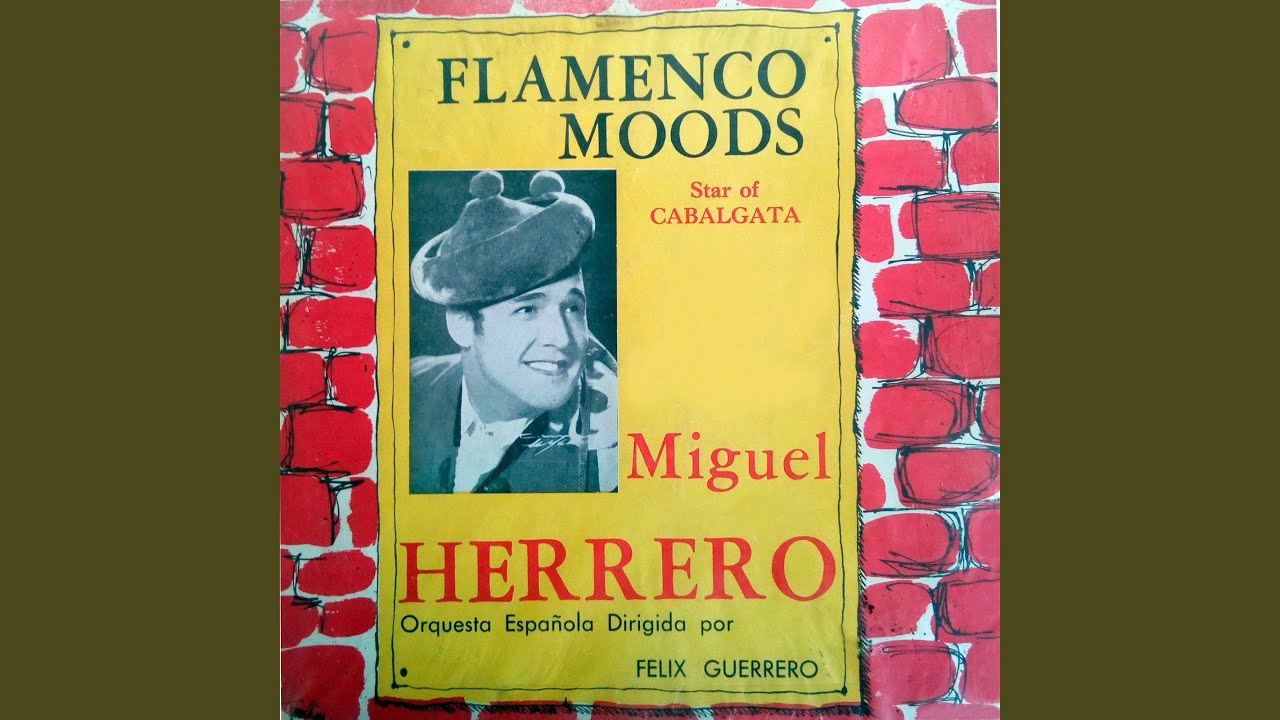 FLAMENCO
MOODS
Star of
CABALGATA
Miguel
HERRERO
Orquesta Española Dirigida por
FELIX GUERRERO